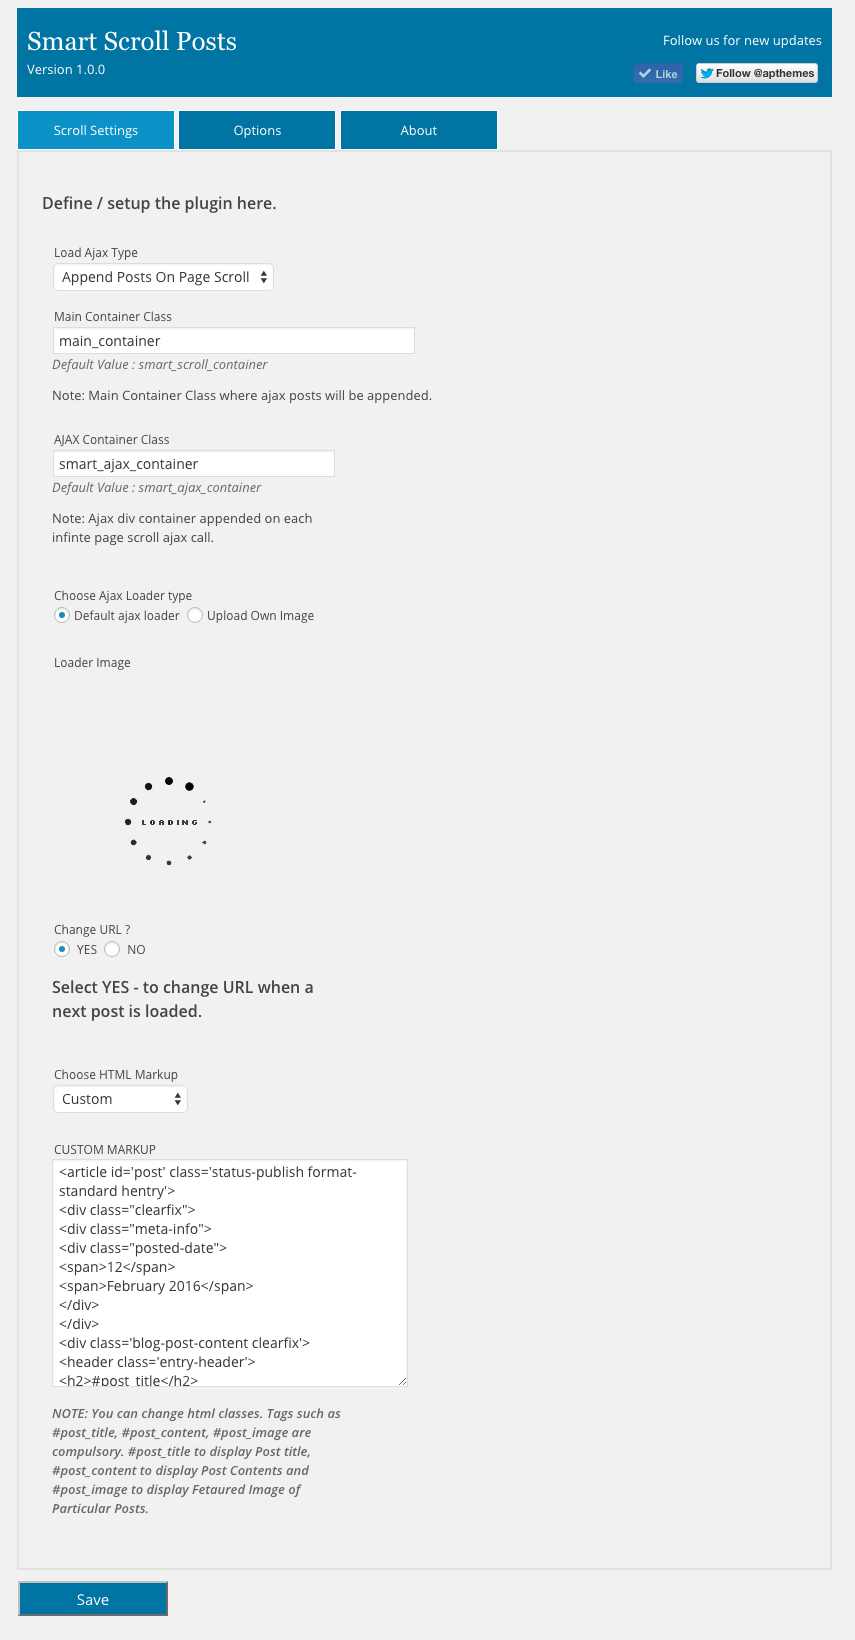 Smart Scroll Posts
Version 1.0.0
Follow us for new updates
Like
Follow @apthemes
Scroll Settings
Options
About
Define / setup the plugin here.
Load Ajax Type
Append Posts On Page Scroll
Main Container Class
main_container
Default Value : smart_scroll_container
Note: Main Container Class where ajax posts will be appended.
AJAX Container Class
smart_ajax_container
Default Value : smart_ajax_container
Note: Ajax div container appended on each
infinte page scroll ajax call.
Choose Ajax Loader type
Default ajax loader
Upload Own Image
Loader Image
LOADING
Change URL ?
YES
NO
Select YES - to change URL when a
next post is loaded.
Choose HTML Markup
Custom
CUSTOM MARKUP
<article id='post' class='status-publish format-
standard hentry'>
<div class="clearfix">
<div class="meta-info">
<div class="posted-date">
<span>12</span>
<span>February 2016</span>
</div>
</div>
<div class='blog-post-content clearfix'>
<header class='entry-header'>
<h2>#post_title</h2>
NOTE: You can change html classes. Tags such as
#post_title, #post_content, #post_image are
compulsory. #post_title to display Post title,
#post_content to display Post Contents and
#post_image to display Fetaured Image of
Particular Posts.
Save